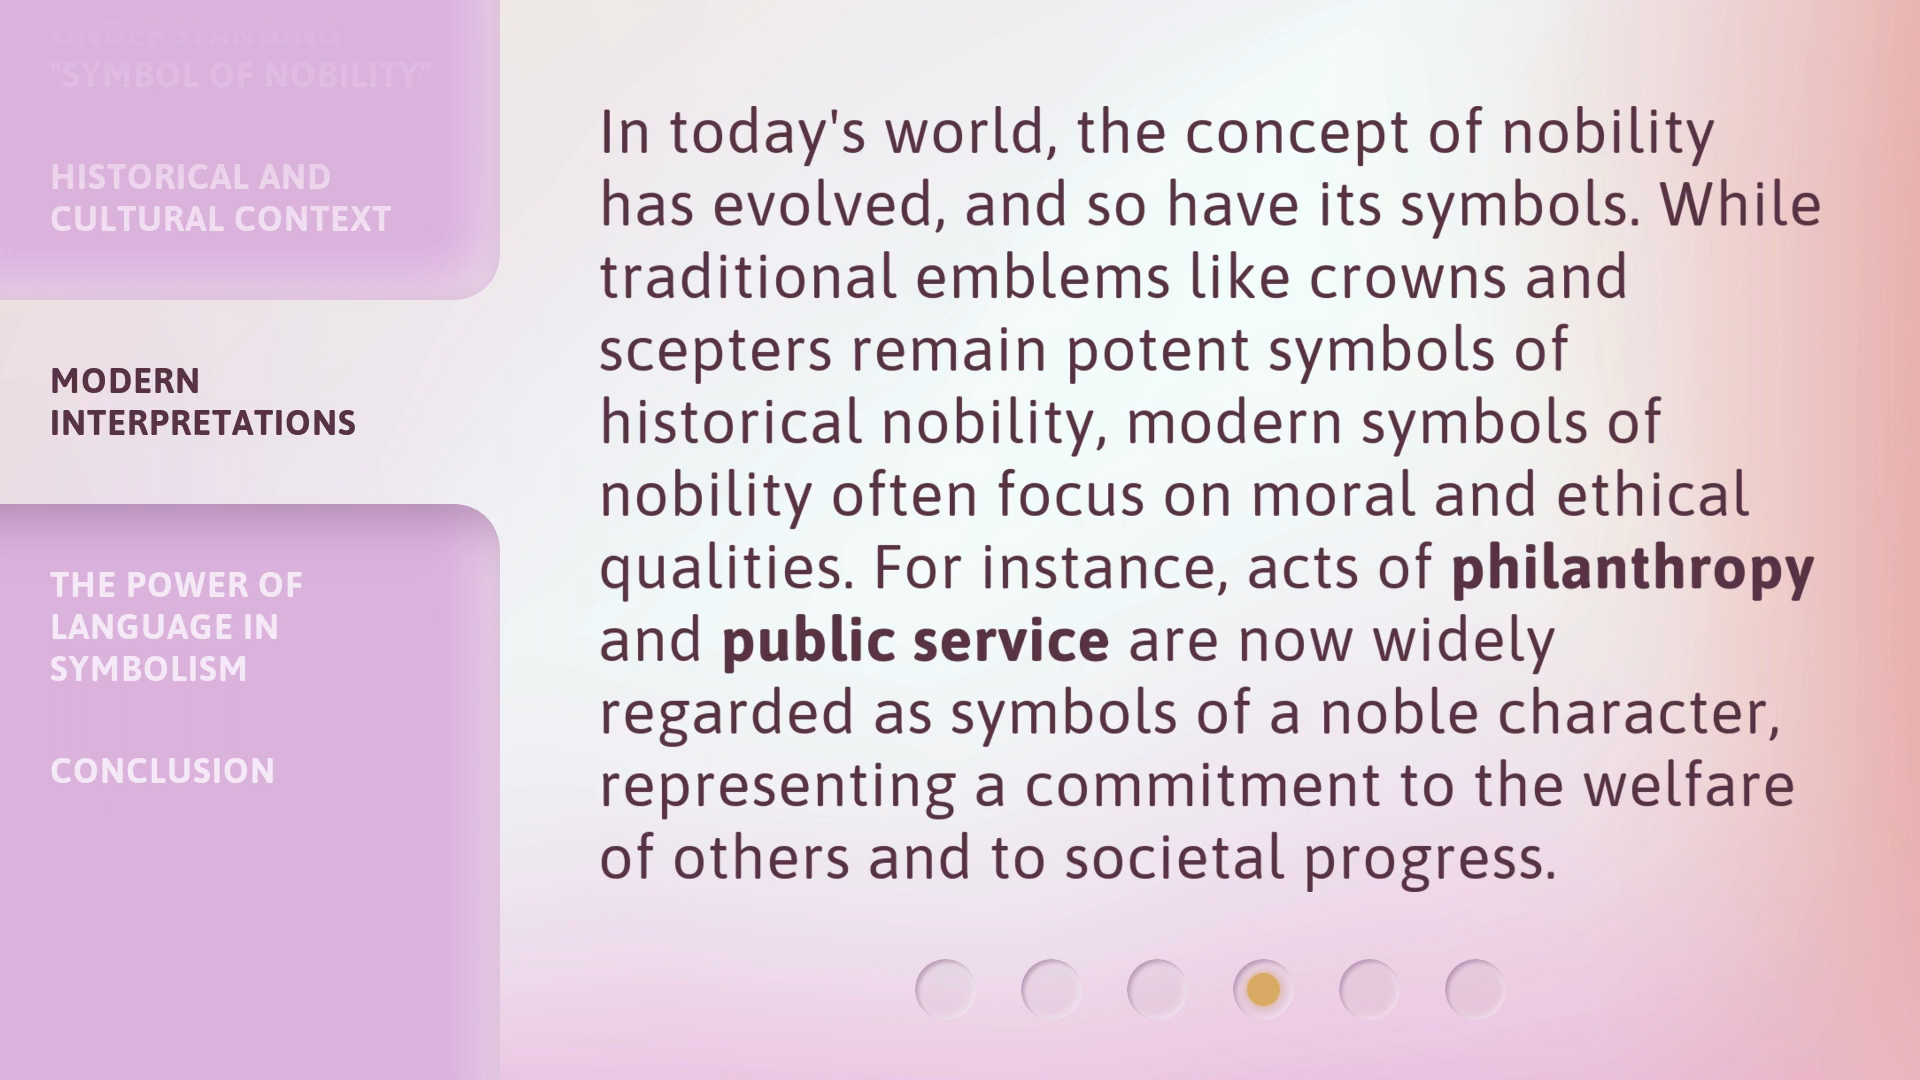 UNDERSTANDING
"SYMBOL OF NOBILITY"
HISTORICAL AND
CULTURAL CONTEXT
MODERN
INTERPRETATIONS
THE POWER OF
LANGUAGE IN
SYMBOLISM
CONCLUSION
In today's world, the concept of nobility
has evolved, and so have its symbols. While
traditional emblems like crowns and
scepters remain potent symbols of
historical nobility, modern symbols of
nobility often focus on moral and ethical
qualities. For instance, acts of philanthropy
and public service are now widely
regarded as symbols of a noble character,
representing a commitment to the welfare
of others and to societal progress.